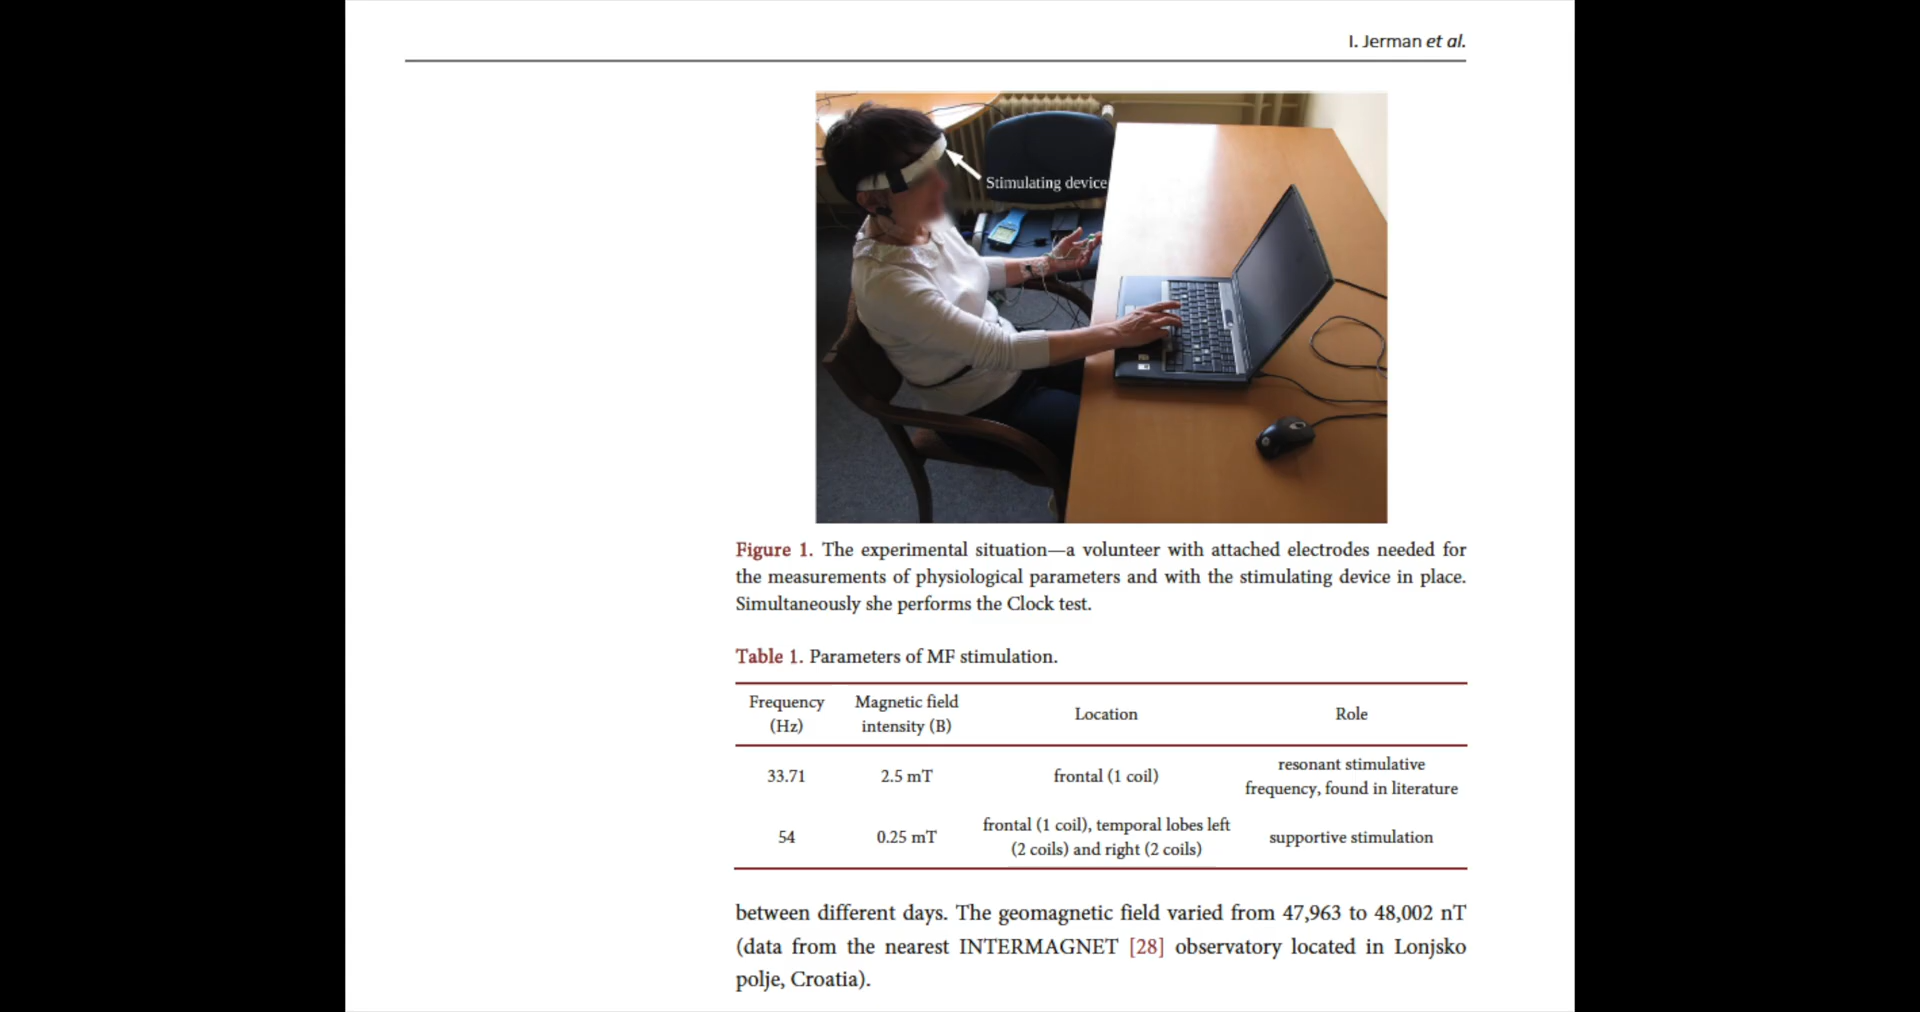 I. Jerman et al.
Stimulating device
Figure 1. The experimental situation—a volunteer with attached electrodes needed for
the measurements of physiological parameters and with the stimulating device in place.
Simultaneously she performs the Clock test.
Table 1. Parameters of MF stimulation.
Frequency
(Hz)
Magnetic field
intensity (B)
Location
Role
33.71
2.5 mT
frontal (1 coil)
resonant stimulative
frequency, found in literature
54
0.25 mT
frontal (1 coil), temporal lobes left
(2 coils) and right (2 coils)
supportive stimulation
between different days. The geomagnetic field varied from 47,963 to 48,002 nT
(data from the nearest INTERMAGNET [28] observatory located in Lonjsko
polje, Croatia).